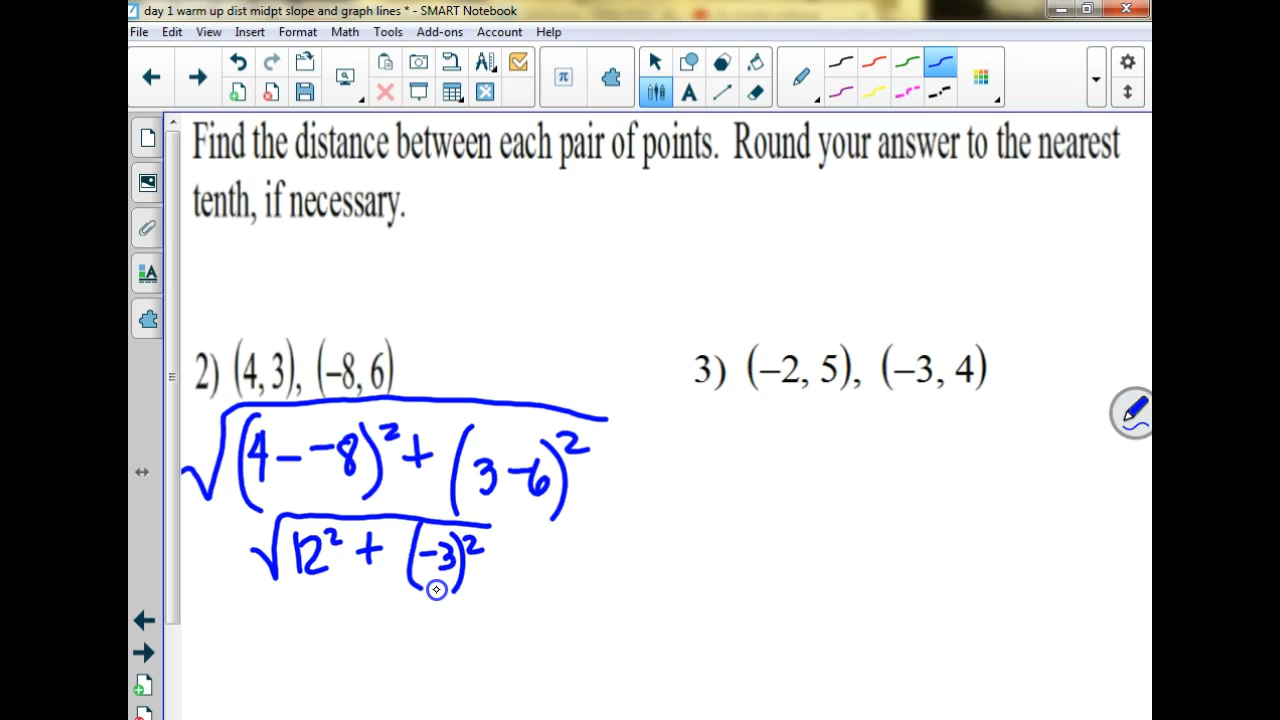 day 1 warm up dist midpt slope and graph lines * - SMART Notebook
File Edit View Insert Format Math Tools Add-ons Account Help
Find the distance between each pair of points. Round your answer to the nearest
tenth, if necessary.
2) (4, 3), (–8, 6)
3) (–2, 5), (–3, 4)
√(4 – –8)² + (3 – 6)²
√12² + (–3)²